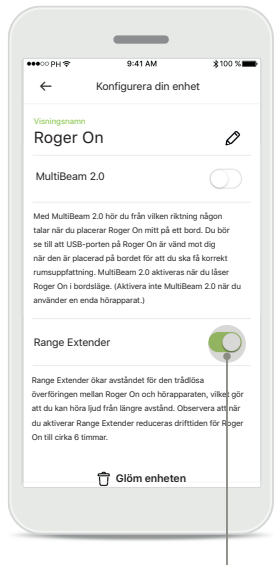 PH 9:41 AM 100 %
Konfigurera din enhet
Visningsnamn
Roger On
MultiBeam 2.0
Med MultiBeam 2.0 hör du från vilken riktning någon
talar när du placerar Roger On mitt på ett bord. Du bör
se till att USB-porten på Roger On är vänd mot dig
när den är placerad på bordet för att du ska få korrekt
rumsuppfattning. MultiBeam 2.0 aktiveras när du låser
Roger On i bordsläge. (Aktivera inte MultiBeam 2.0 när du
använder en enda hörapparat.)
Range Extender
Range Extender ökar avståndet för den trådlösa
överföringen mellan Roger On och hörapparaten, vilket gör
att du kan höra ljud från längre avstånd. Observera att när
du aktiverar Range Extender reduceras drifttiden för Roger
On till cirka 6 timmar.
Glöm enheten